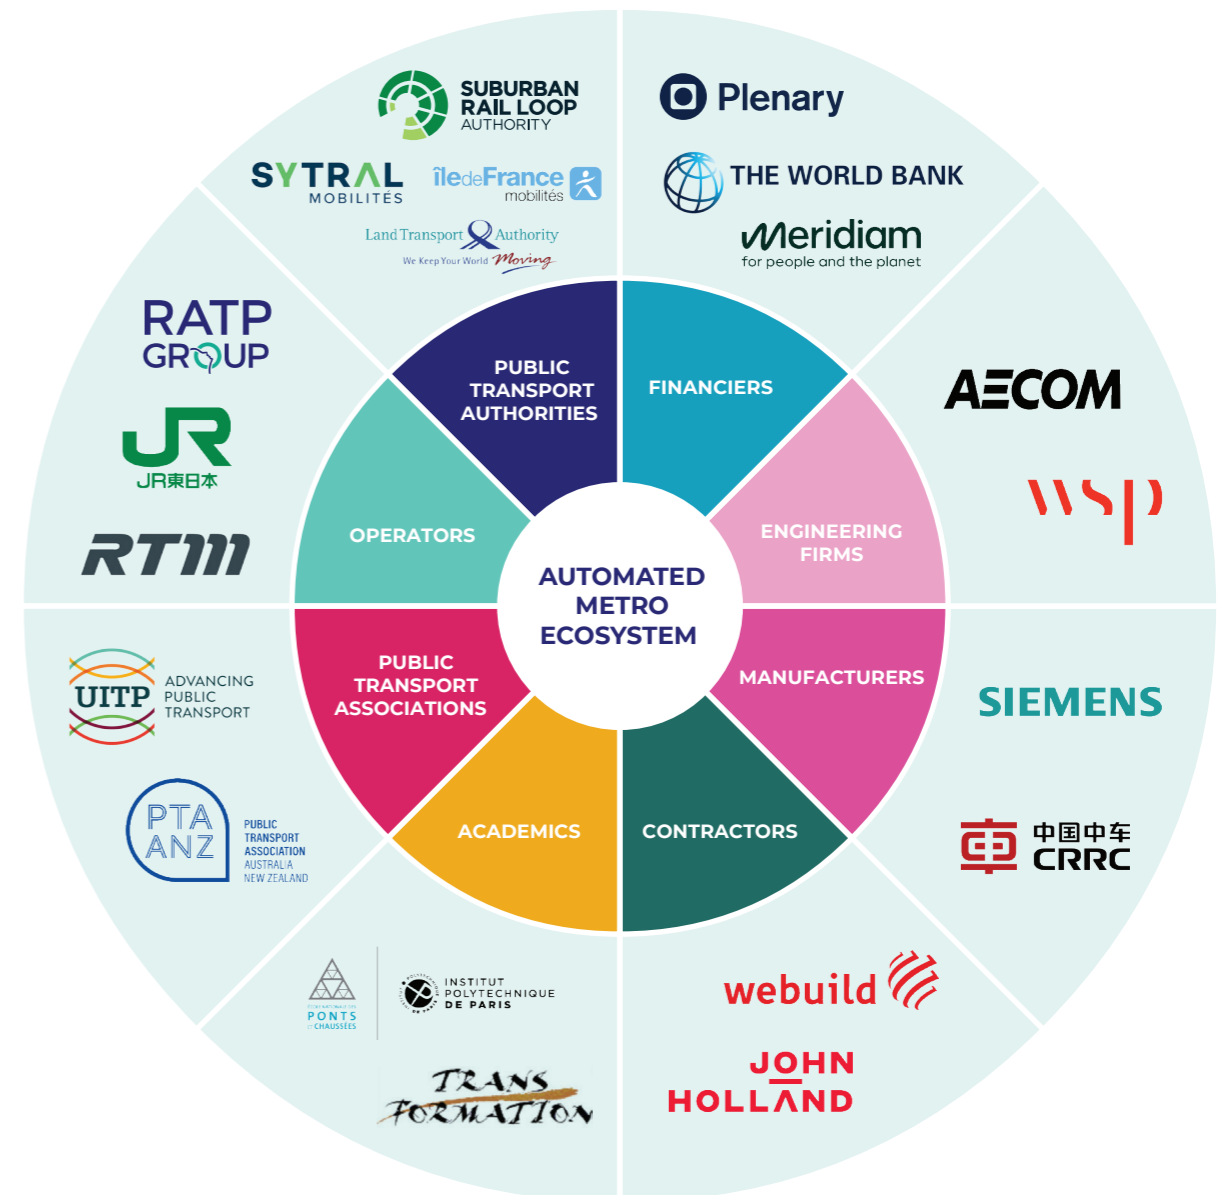 SUBURBAN
RAIL LOOP
AUTHORITY
SYTRAL
MOBILITÉS
îledeFrance
mobilités
Land Transport Authority
We Keep Your World Moving
Plenary
THE WORLD BANK
Meridiam
for people and the planet
RATP
GROUP
JR
JR東日本
RTM
AECOM
wsp
PUBLIC
TRANSPORT
AUTHORITIES
FINANCIERS
OPERATORS
ENGINEERING
FIRMS
AUTOMATED
METRO
ECOSYSTEM
PUBLIC
TRANSPORT
ASSOCIATIONS
MANUFACTURERS
ACADEMICS
CONTRACTORS
UITP
ADVANCING
PUBLIC
TRANSPORT
PTA
ANZ
PUBLIC
TRANSPORT
ASSOCIATION
AUSTRALIA
NEW ZEALAND
SIEMENS
中国中车
CRRC
PONTS
ET CHAUSSÉES
INSTITUT
POLYTECHNIQUE
DE PARIS
TRANS
FORMATION
webuild
JOHN
HOLLAND